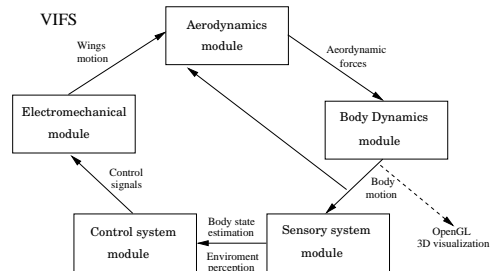 VIFS
Aerodynamics
module
Wings
motion
Aeordynamic
forces
Electromechanical
module
Body Dynamics
module
Control
signals
Body
motion
Body state
estimation
OpenGL
3D visualization
Control system
module
Enviroment
perception
Sensory system
module